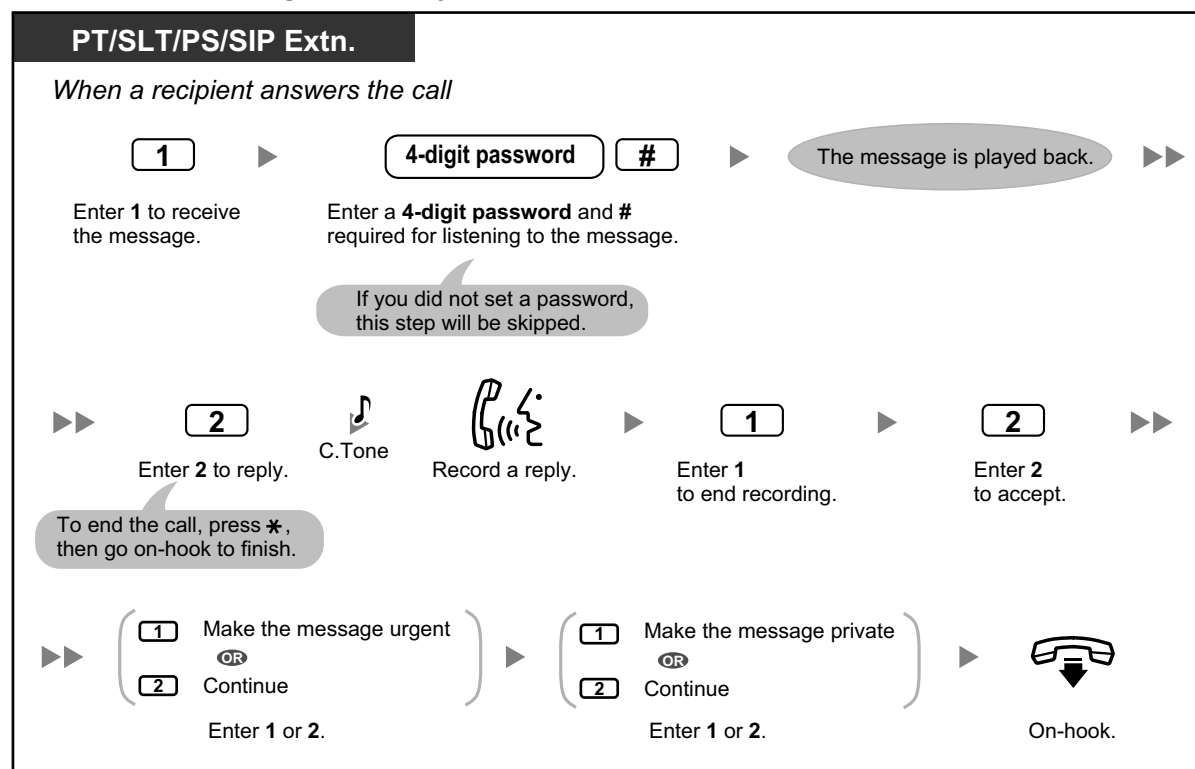 PT/SLT/PS/SIP Extn.
When a recipient answers the call
1
4-digit password #
The message is played back.
Enter 1 to receive
the message.
Enter a 4-digit password and #
required for listening to the message.
If you did not set a password,
this step will be skipped.
2
C.Tone
1
2
Enter 2 to reply.
Record a reply.
Enter 1
to end recording.
Enter 2
to accept.
To end the call, press *,
then go on-hook to finish.
1 Make the message urgent
OR
2 Continue
Enter 1 or 2.
1 Make the message private
OR
2 Continue
Enter 1 or 2.
On-hook.